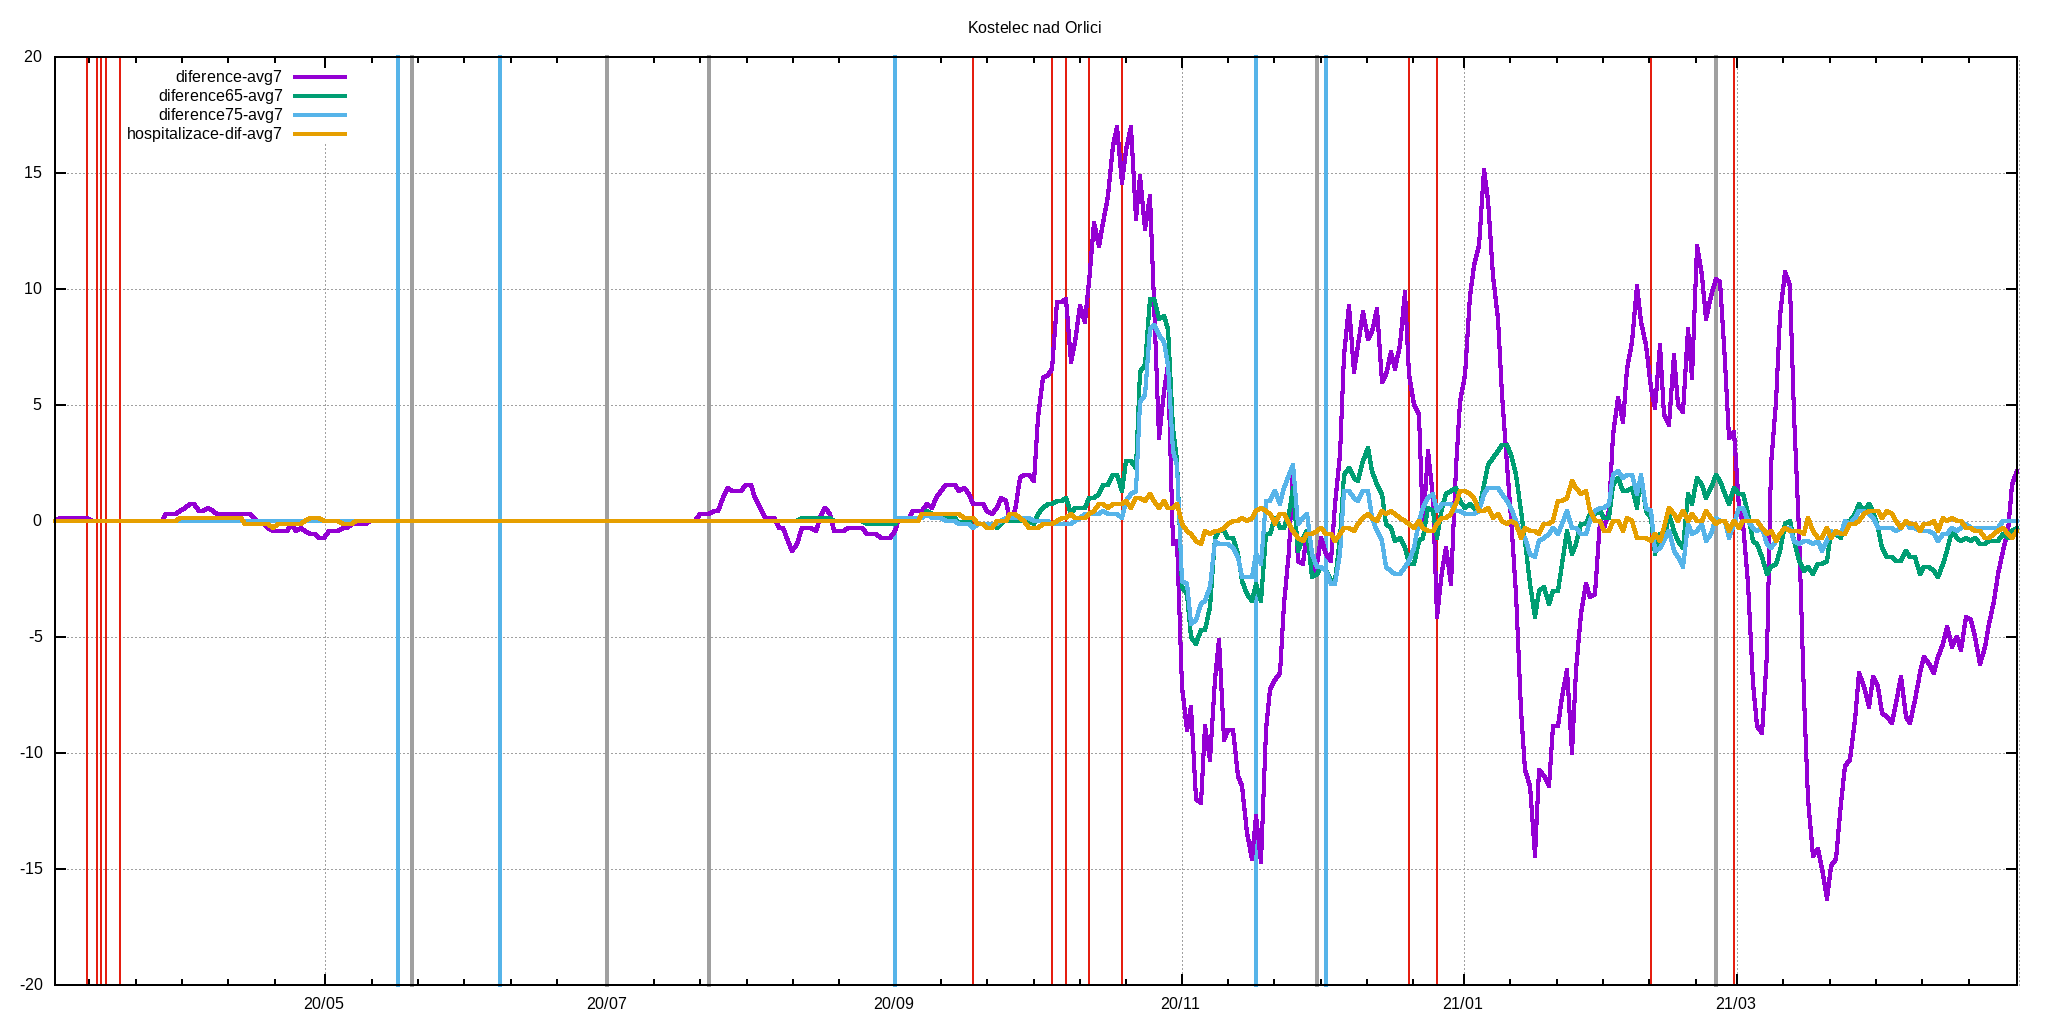 Kostelec nad Orlici
diference-avg7
diference65-avg7
diference75-avg7
hospitalizace-dif-avg7
20
15
10
5
0
-5
-10
-15
-20
20/05 20/07 20/09 20/11 21/01 21/03